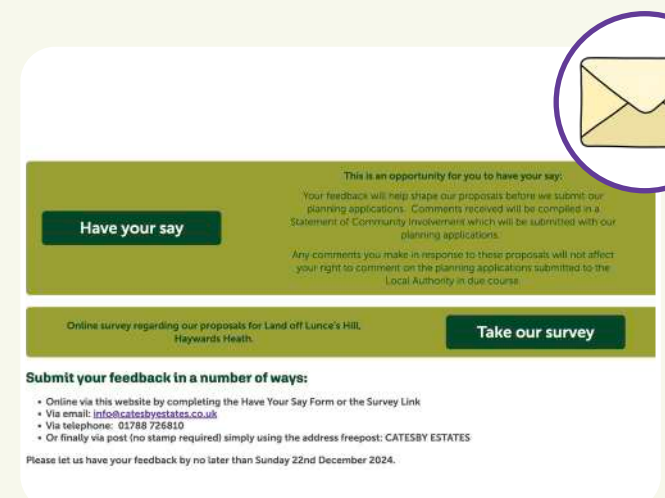 This is an opportunity for you to have your say:
Your feedback will help shape our proposals before we submit our
planning applications. Comments received will be compiled in a
Statement of Community Involvement which will be submitted with our
planning applications.
Have your say
Any comments you make in response to these proposals will not affect
your right to comment on the planning applications submitted to the
Local Authority in due course.
Online survey regarding our proposals for Land off Lunce's Hill,
Haywards Heath.
Take our survey
Submit your feedback in a number of ways:
• Online via this website by completing the Have Your Say Form or the Survey Link
• Via email: info@catesbyestates.co.uk
• Via telephone: 01788 726810
• Or finally via post (no stamp required) simply using the address freepost: CATESBY ESTATES
Please let us have your feedback by no later than Sunday 22nd December 2024.